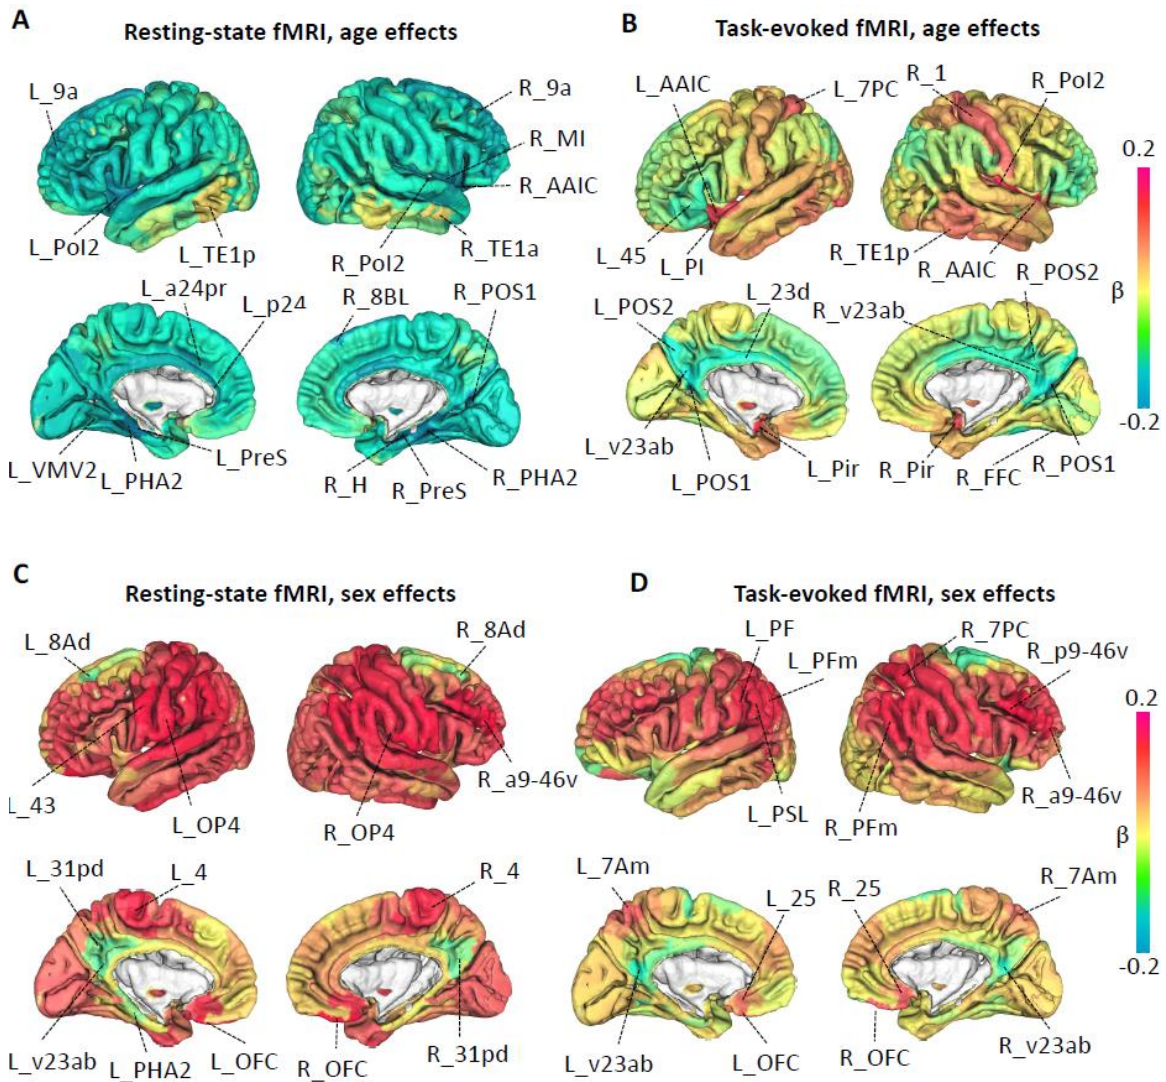 A
Resting-state fMRI, age effects
L_9a
R_9a
R_MI
R_AAIC
L_PoI2
L_TE1p
R_PoI2
R_TE1a
L_a24pr
L_p24
R_8BL
R_POS1
L_VMV2
L_PHA2
L_PreS
R_H
R_PreS
R_PHA2
B
Task-evoked fMRI, age effects
L_AAIC
L_7PC
R_1
R_PoI2
L_45
L_PI
R_TE1p
R_AAIC
R_POS2
L_POS2
L_23d
R_v23ab
L_v23ab
L_POS1
L_Pir
R_Pir
R_FFC
R_POS1
0.2
β
-0.2
C
Resting-state fMRI, sex effects
L_8Ad
R_8Ad
L_43
L_OP4
R_OP4
R_a9-46v
L_31pd
L_4
R_4
L_v23ab
L_PHA2
L_OFC
R_OFC
R_31pd
D
Task-evoked fMRI, sex effects
L_PF
L_PFm
R_7PC
R_p9-46v
L_PSL
R_PFm
R_a9-46v
L_7Am
L_25
R_25
R_7Am
L_v23ab
L_OFC
R_OFC
R_v23ab
0.2
β
-0.2